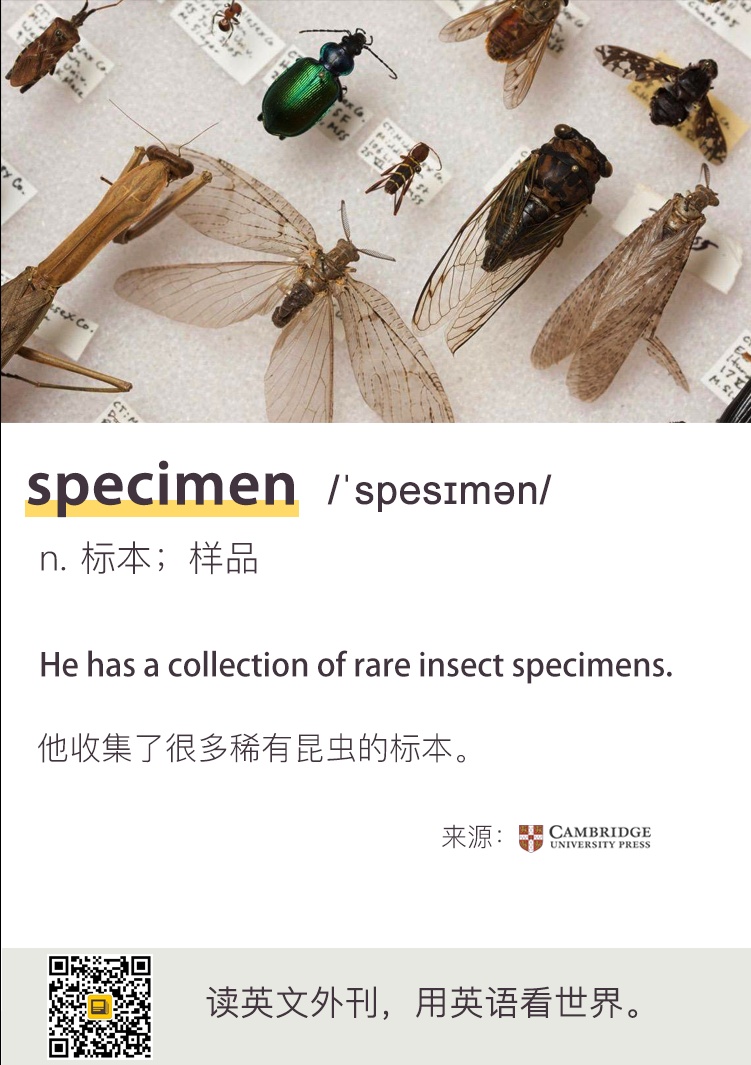 specimen /ˈspesɪmən/
n. 标本；样品
He has a collection of rare insect specimens.
他收集了很多稀有昆虫的标本。
来源：CAMBRIDGE
UNIVERSITY PRESS
读英文外刊，用英语看世界。